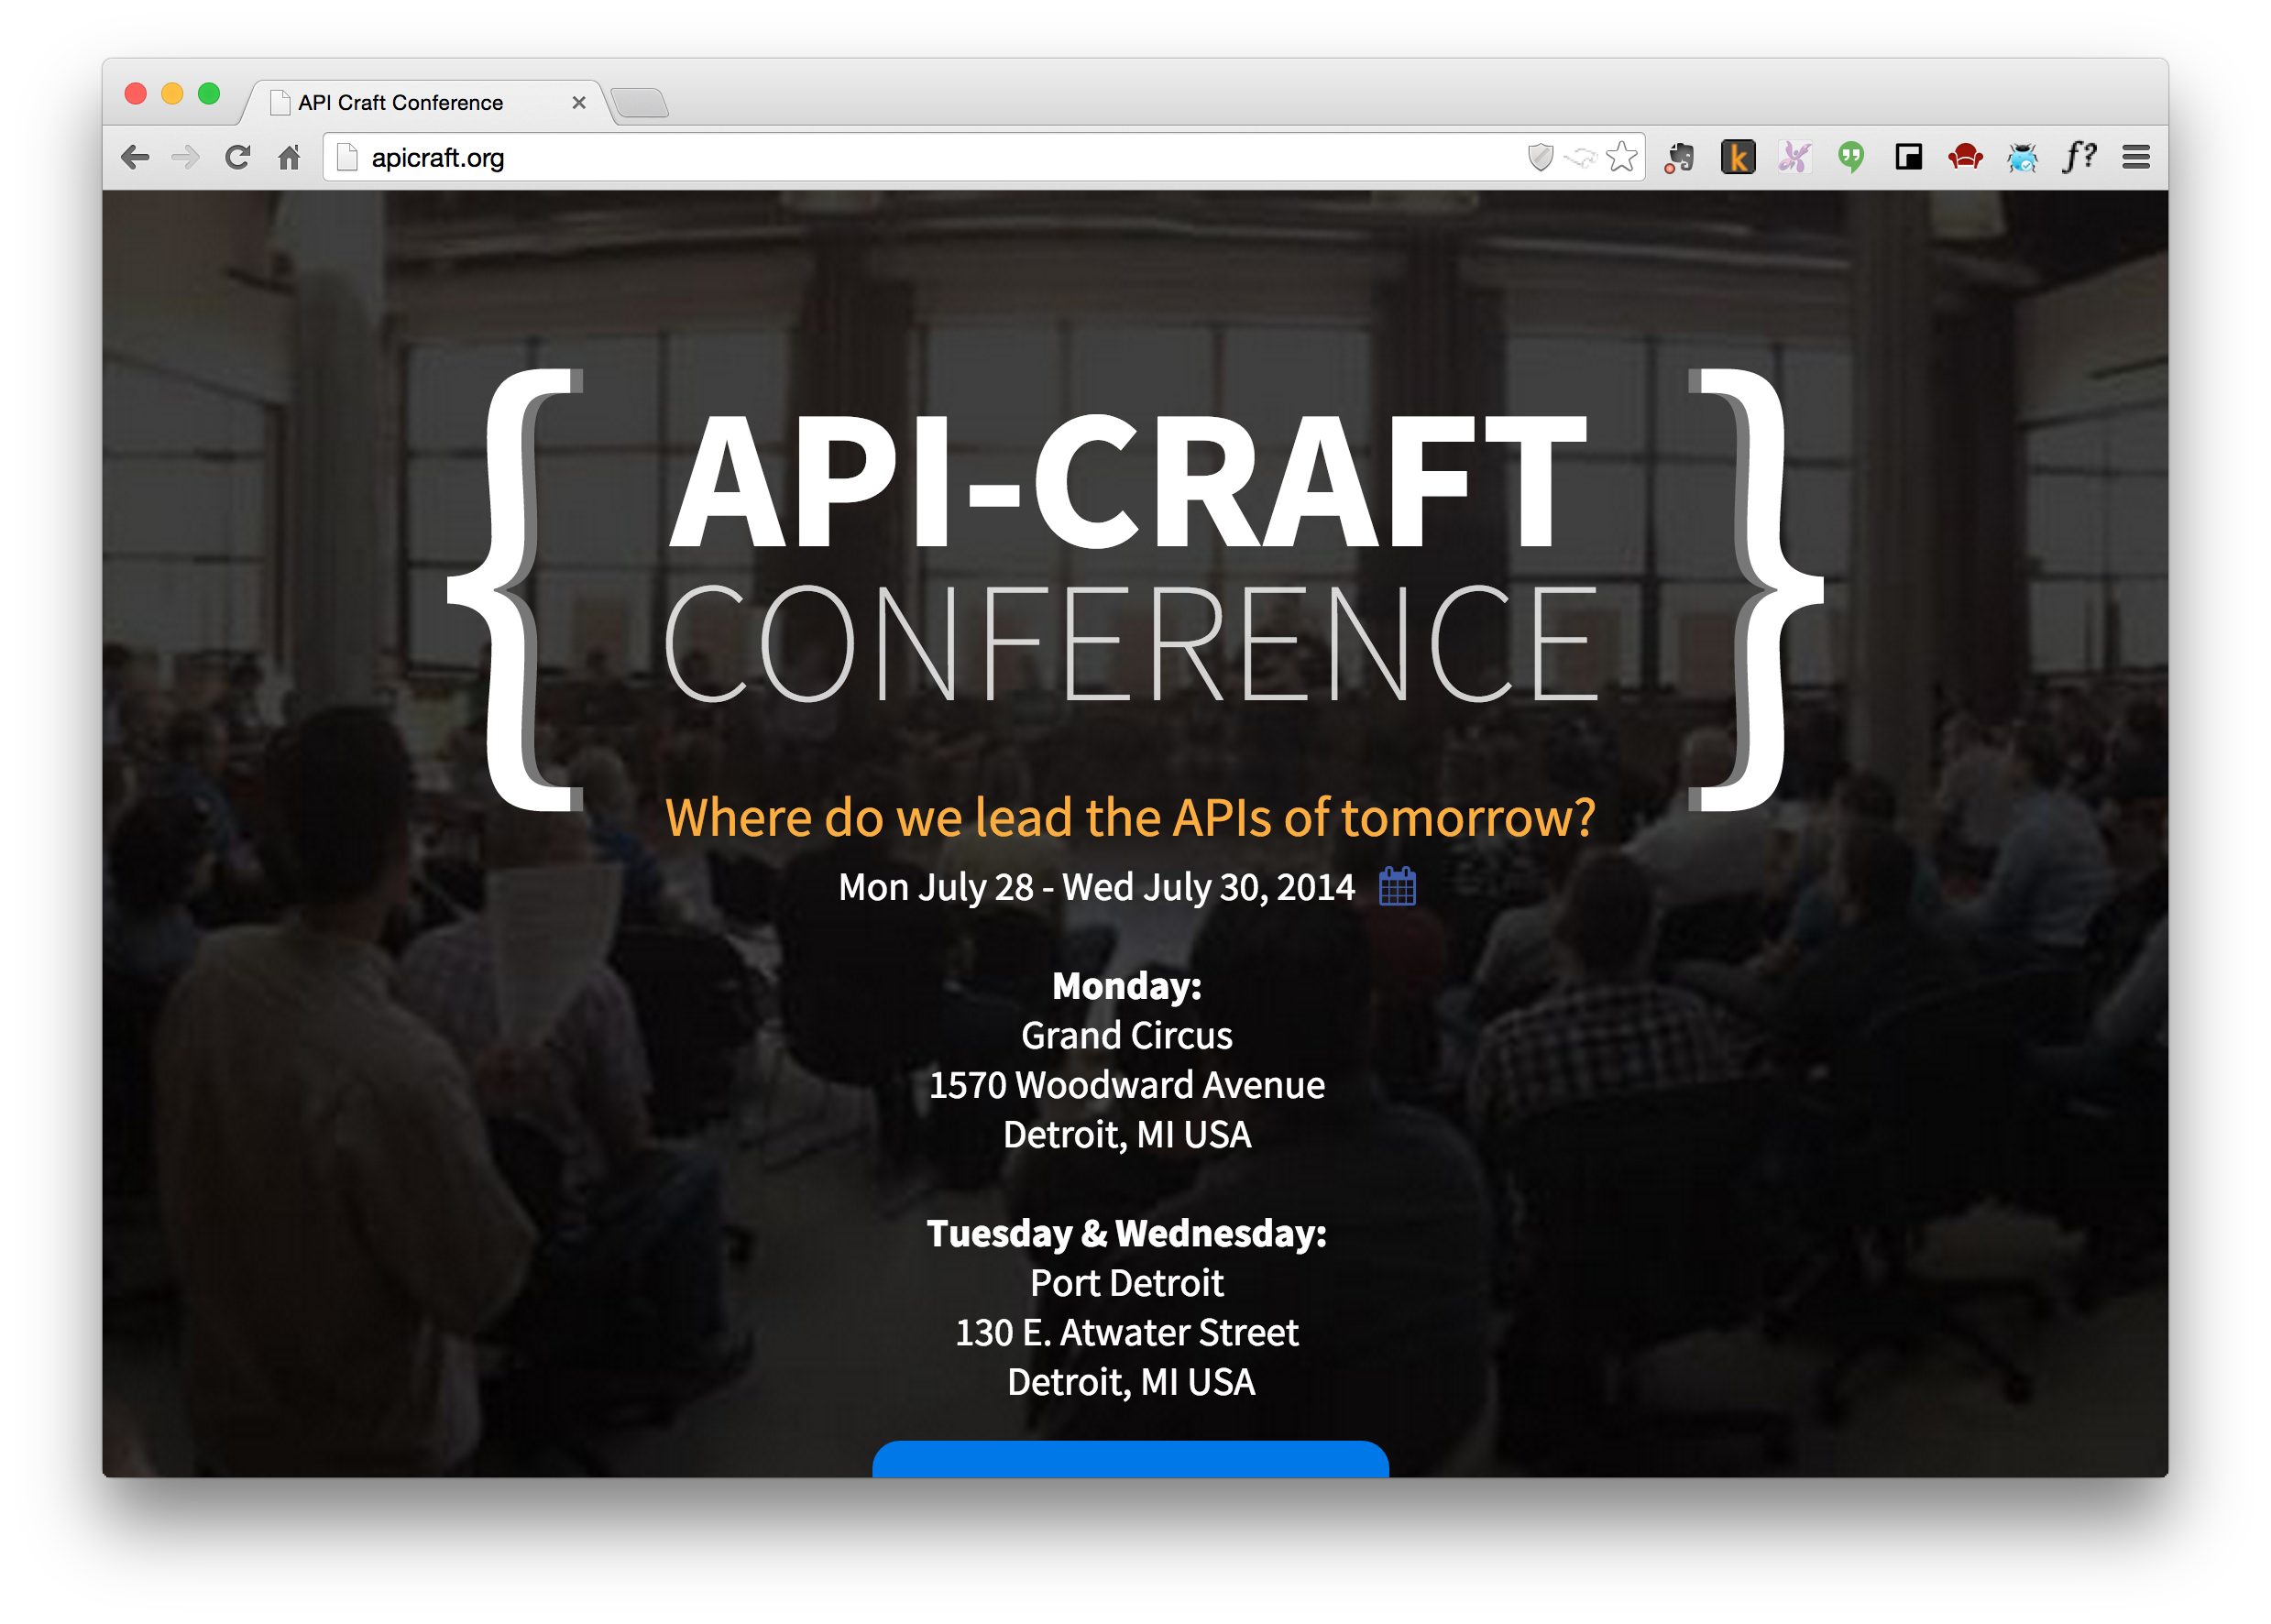 API Craft Conference
apicraft.org
k
f?
{ API-CRAFT }
CONFERENCE
Where do we lead the APIs of tomorrow?
Mon July 28 - Wed July 30, 2014
Monday:
Grand Circus
1570 Woodward Avenue
Detroit, MI USA
Tuesday & Wednesday:
Port Detroit
130 E. Atwater Street
Detroit, MI USA